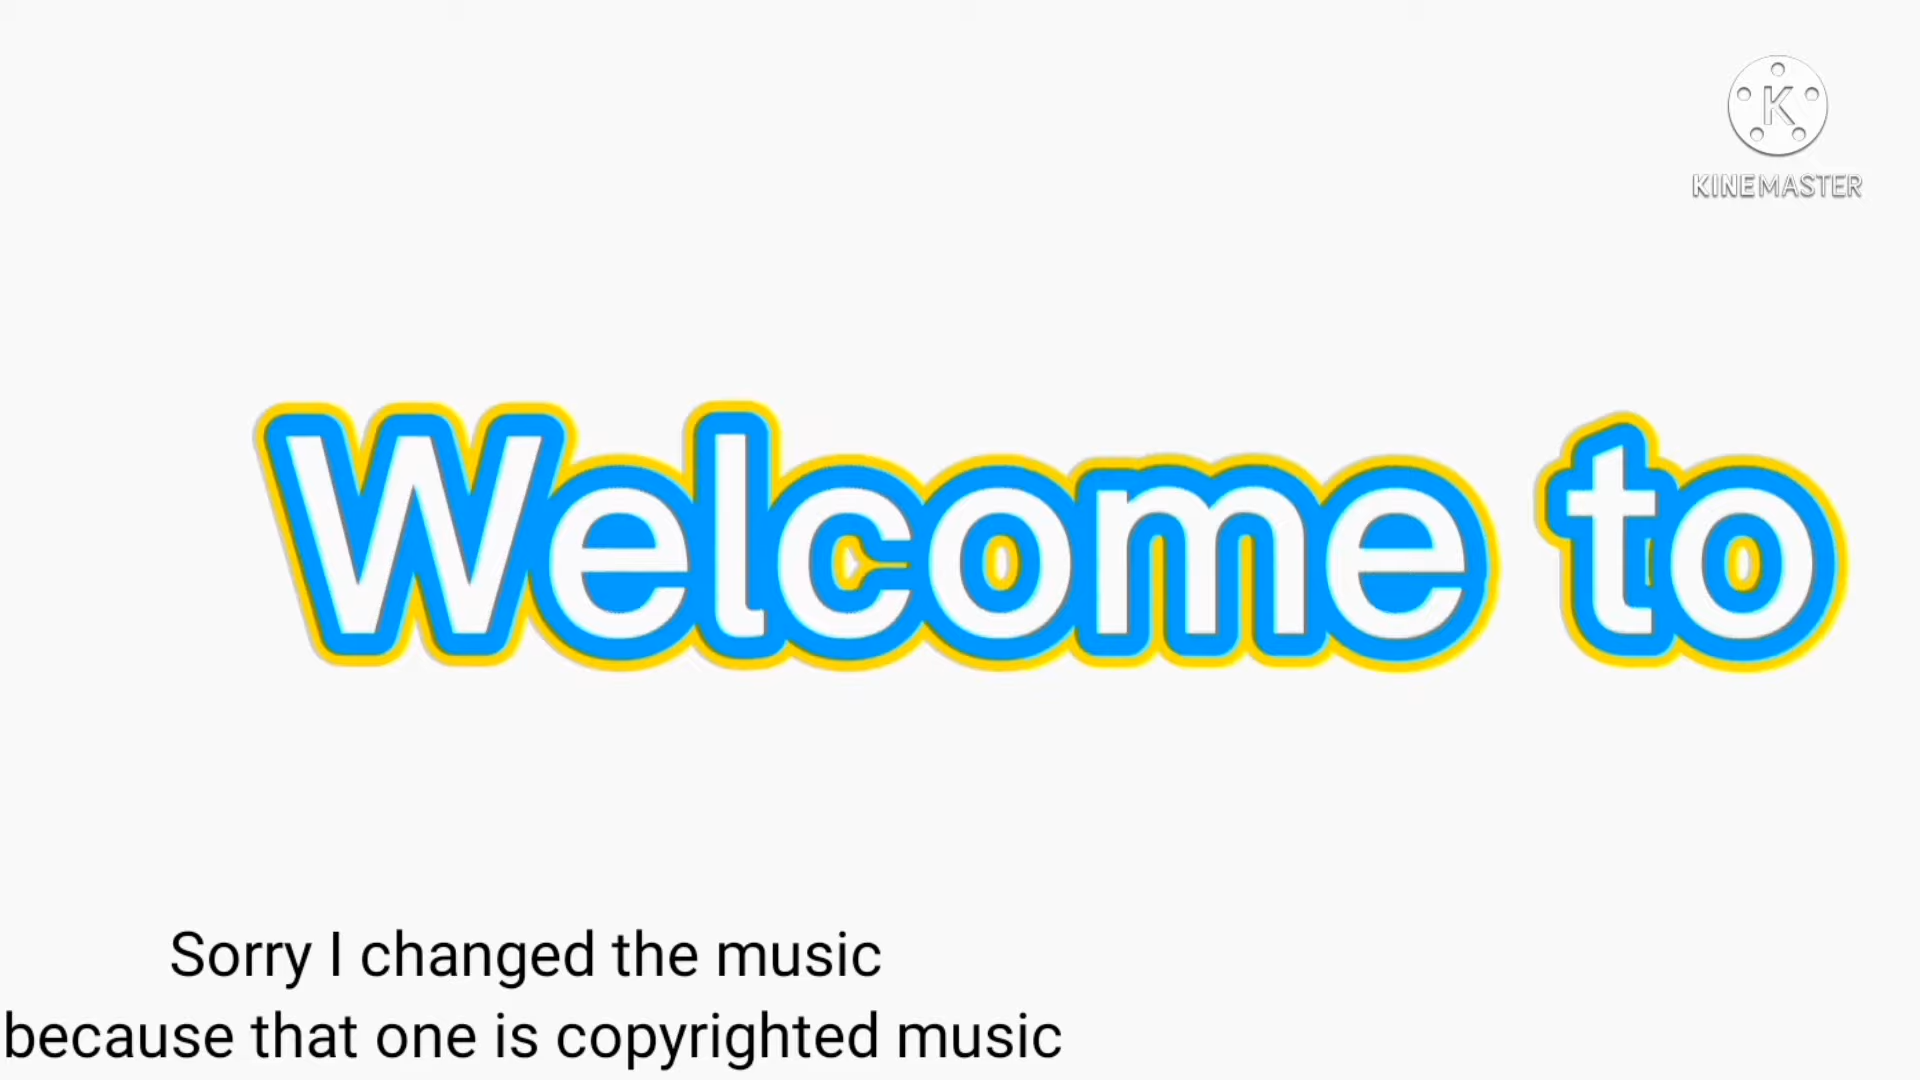 K
KINEMASTER
Welcome to
Sorry I changed the music
because that one is copyrighted music